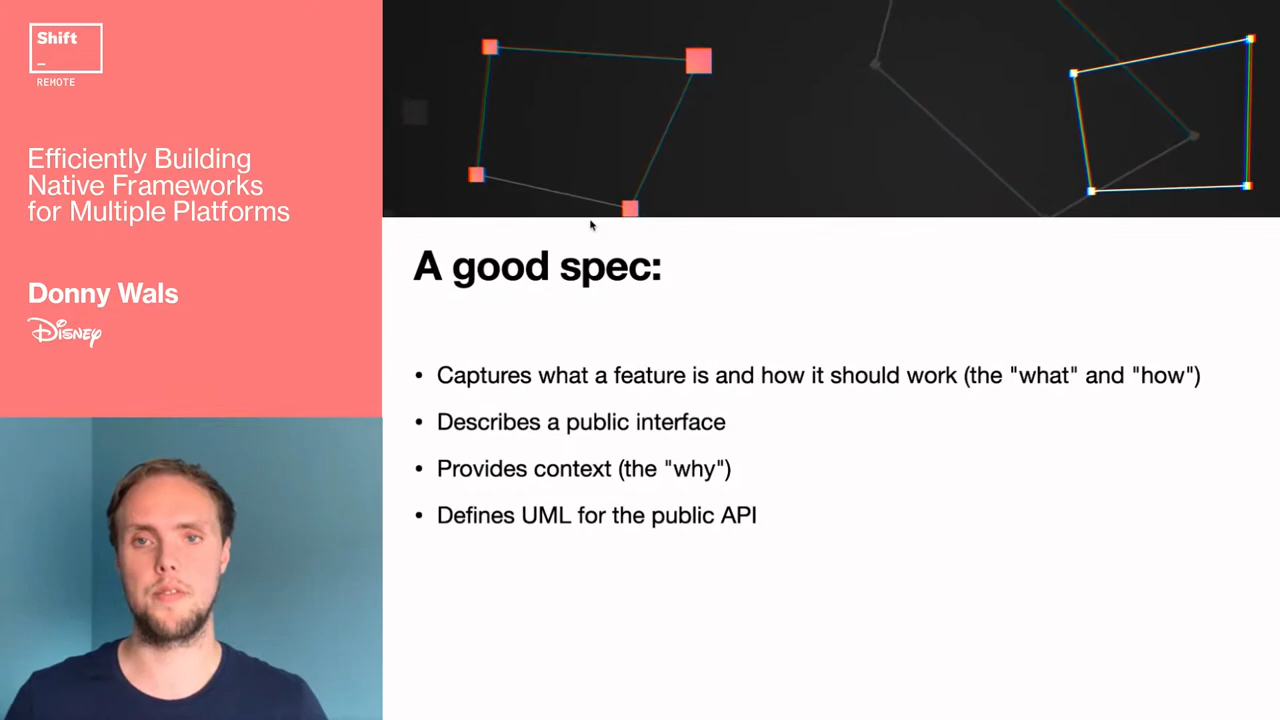 Shift
_
REMOTE
Efficiently Building
Native Frameworks
for Multiple Platforms
Donny Wals
Disney
A good spec:
• Captures what a feature is and how it should work (the "what" and "how")
• Describes a public interface
• Provides context (the "why")
• Defines UML for the public API